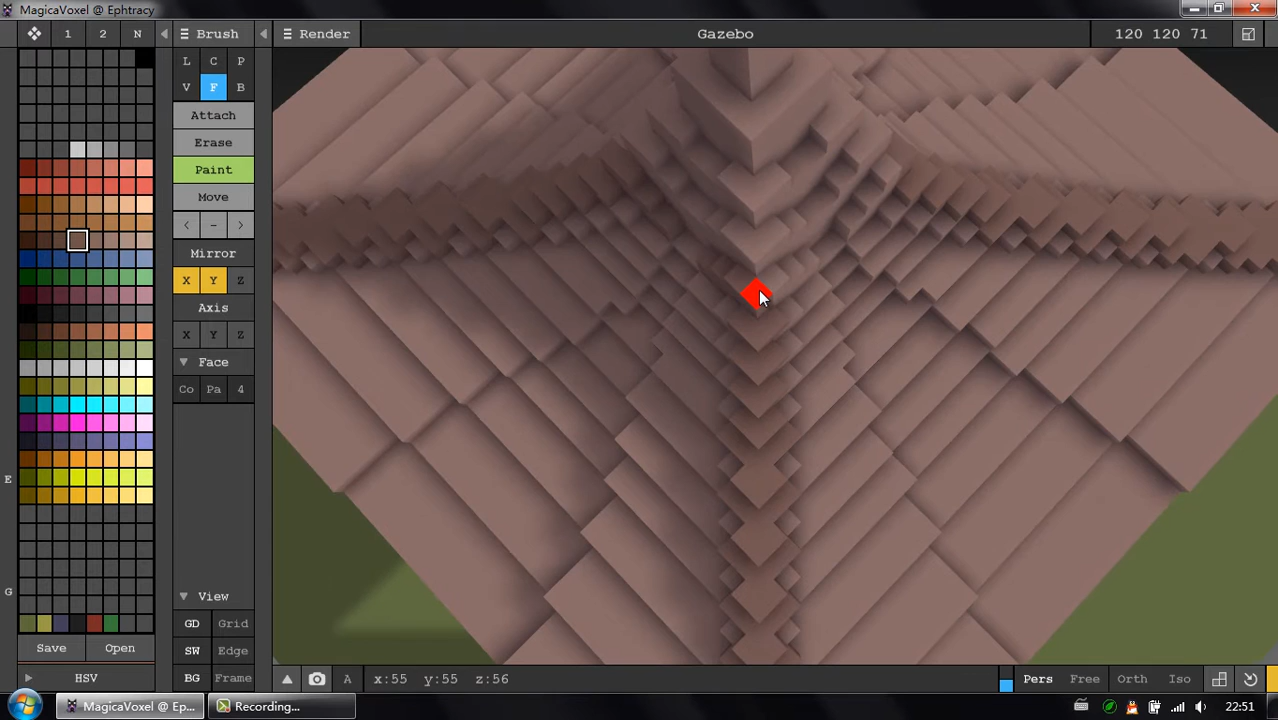 MagicaVoxel @ Ephtracy
1 2 N Brush Render Gazebo 120 120 71
L C P
V F B
Attach
Erase
Paint
Move
< - >
Mirror
X Y Z
Axis
X Y Z
Face
Co Pa 4
E
G
View
GD Grid
SW Edge
BG Frame
Save Open
HSV
A x:55 y:55 z:56 Pers Free Orth Iso
MagicaVoxel @ Ep... Recording... 22:51